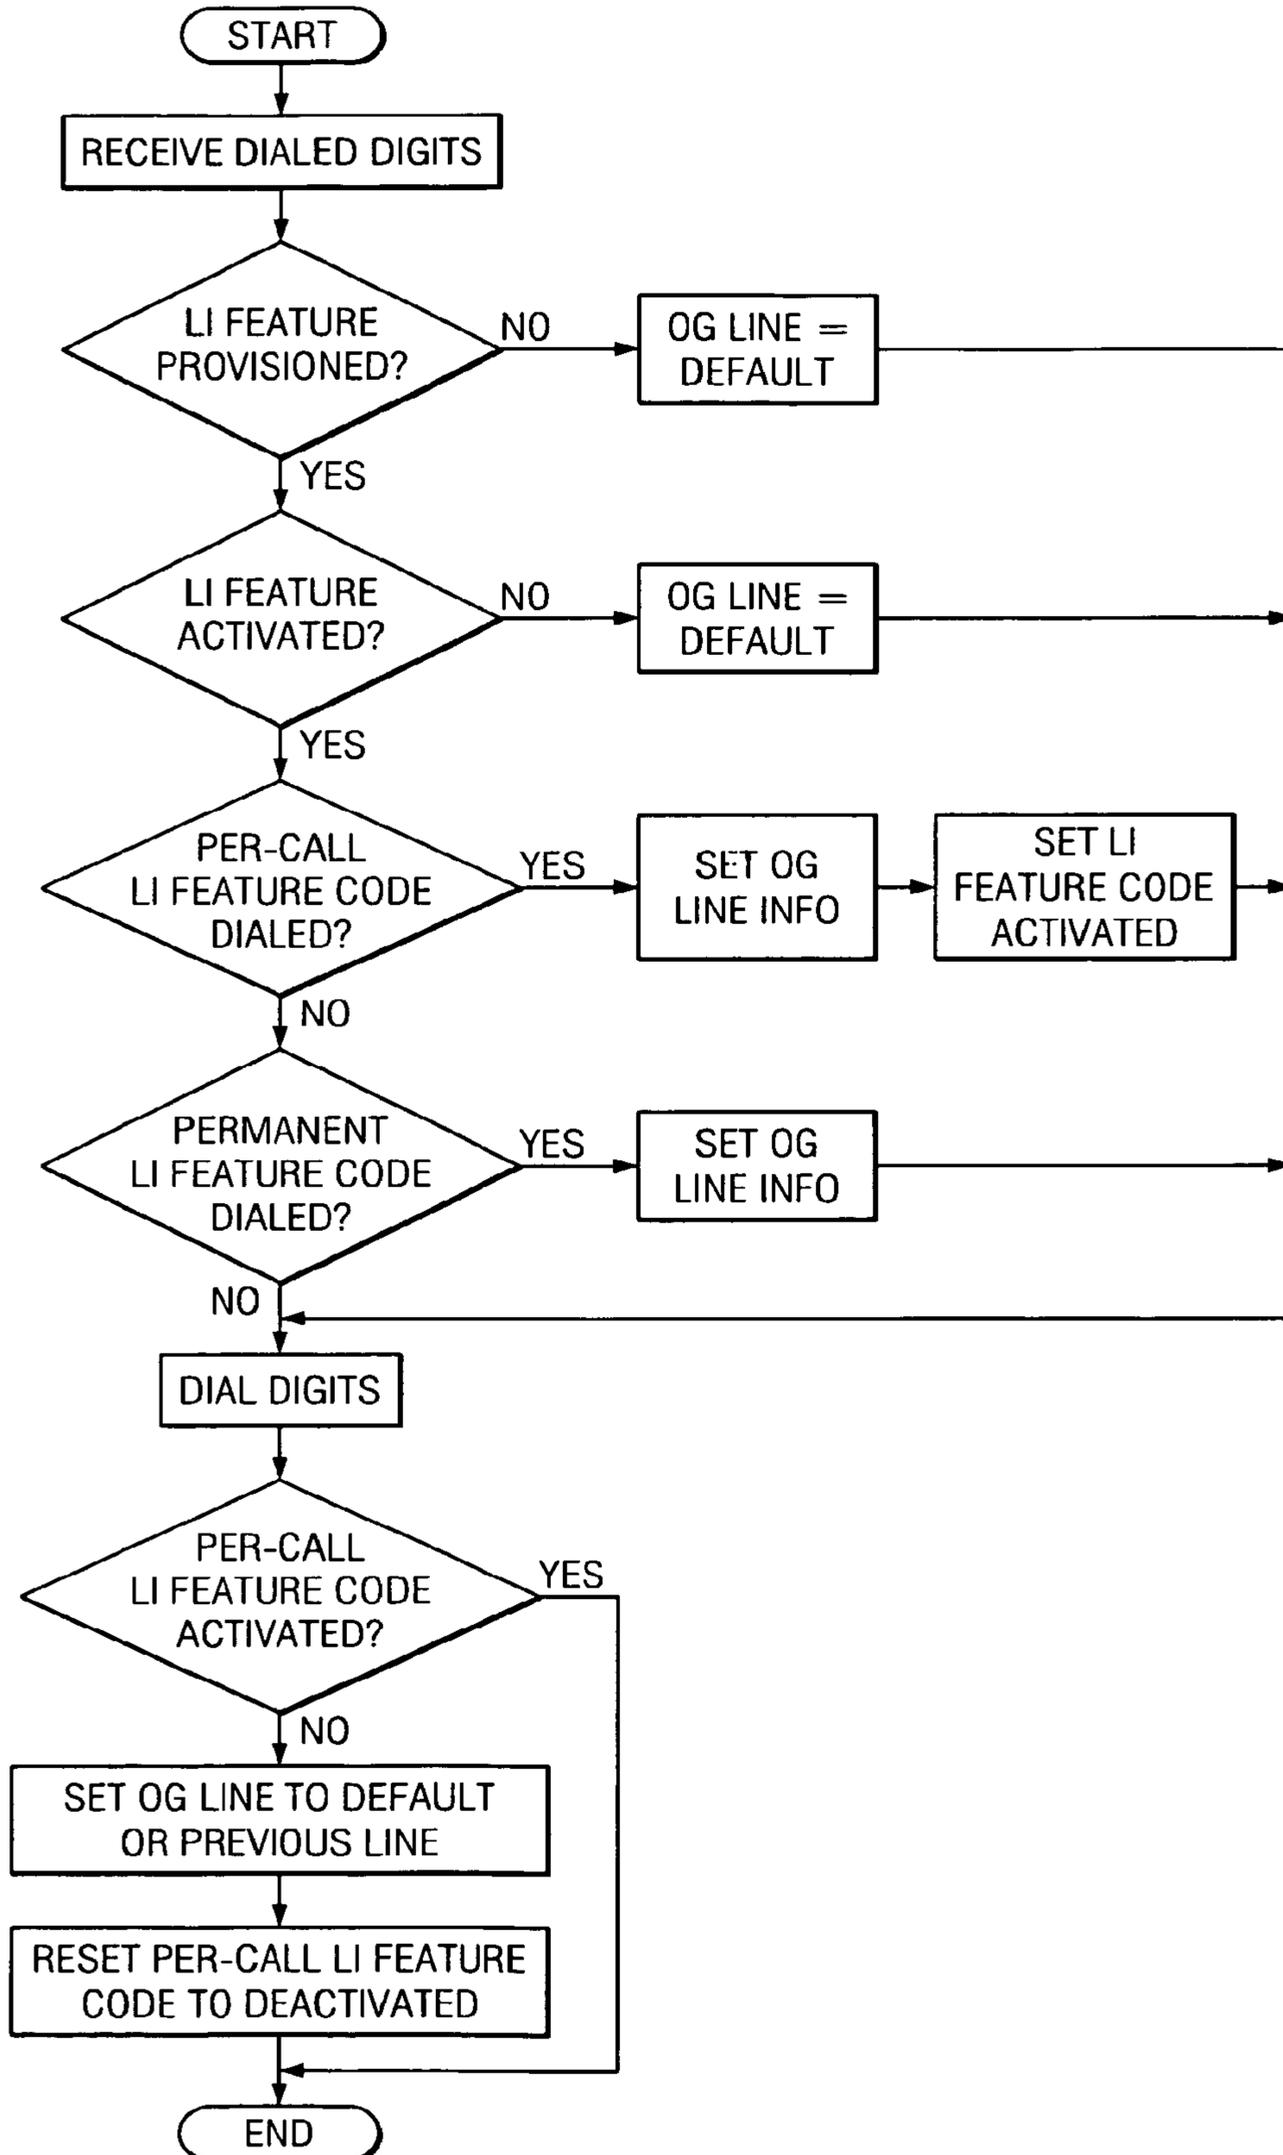 START
RECEIVE DIALED DIGITS
LI FEATURE
PROVISIONED?
NO
OG LINE =
DEFAULT
YES
LI FEATURE
ACTIVATED?
NO
OG LINE =
DEFAULT
YES
PER-CALL
LI FEATURE CODE
DIALED?
YES
SET OG
LINE INFO
SET LI
FEATURE CODE
ACTIVATED
NO
PERMANENT
LI FEATURE CODE
DIALED?
YES
SET OG
LINE INFO
NO
DIAL DIGITS
PER-CALL
LI FEATURE CODE
ACTIVATED?
YES
NO
SET OG LINE TO DEFAULT
OR PREVIOUS LINE
RESET PER-CALL LI FEATURE
CODE TO DEACTIVATED
END